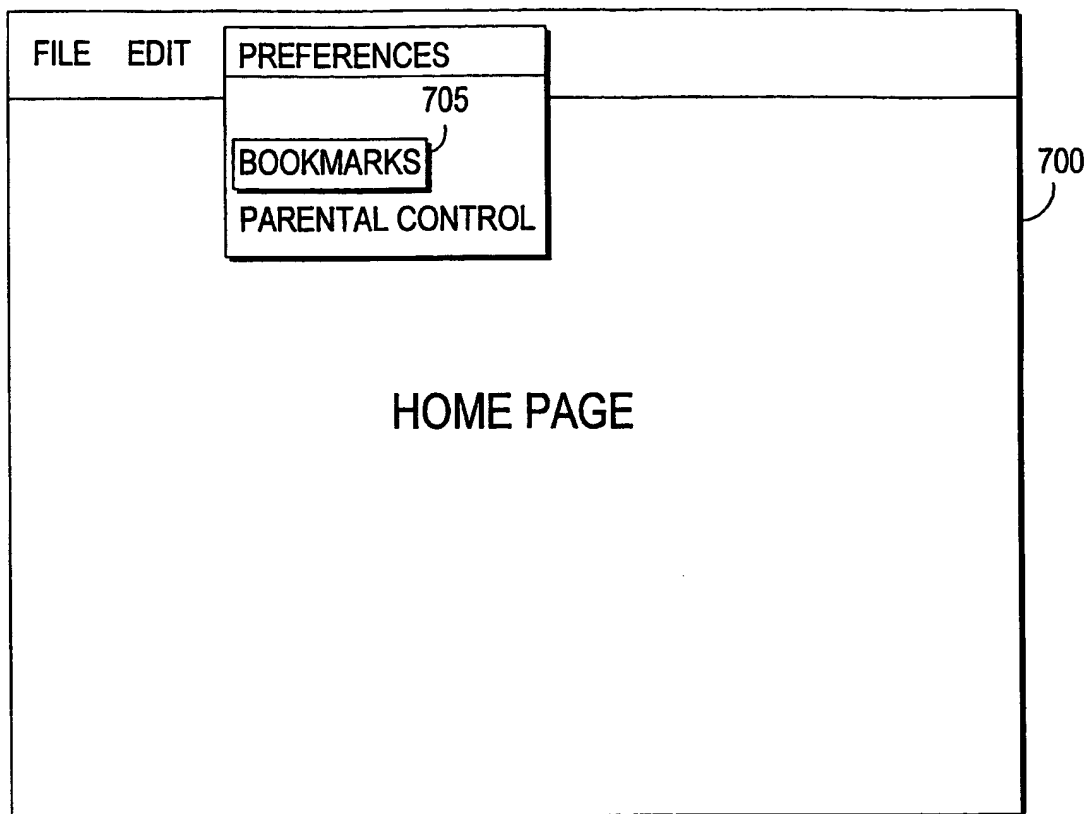 FILE EDIT PREFERENCES
705
BOOKMARKS
700
PARENTAL CONTROL
HOME PAGE